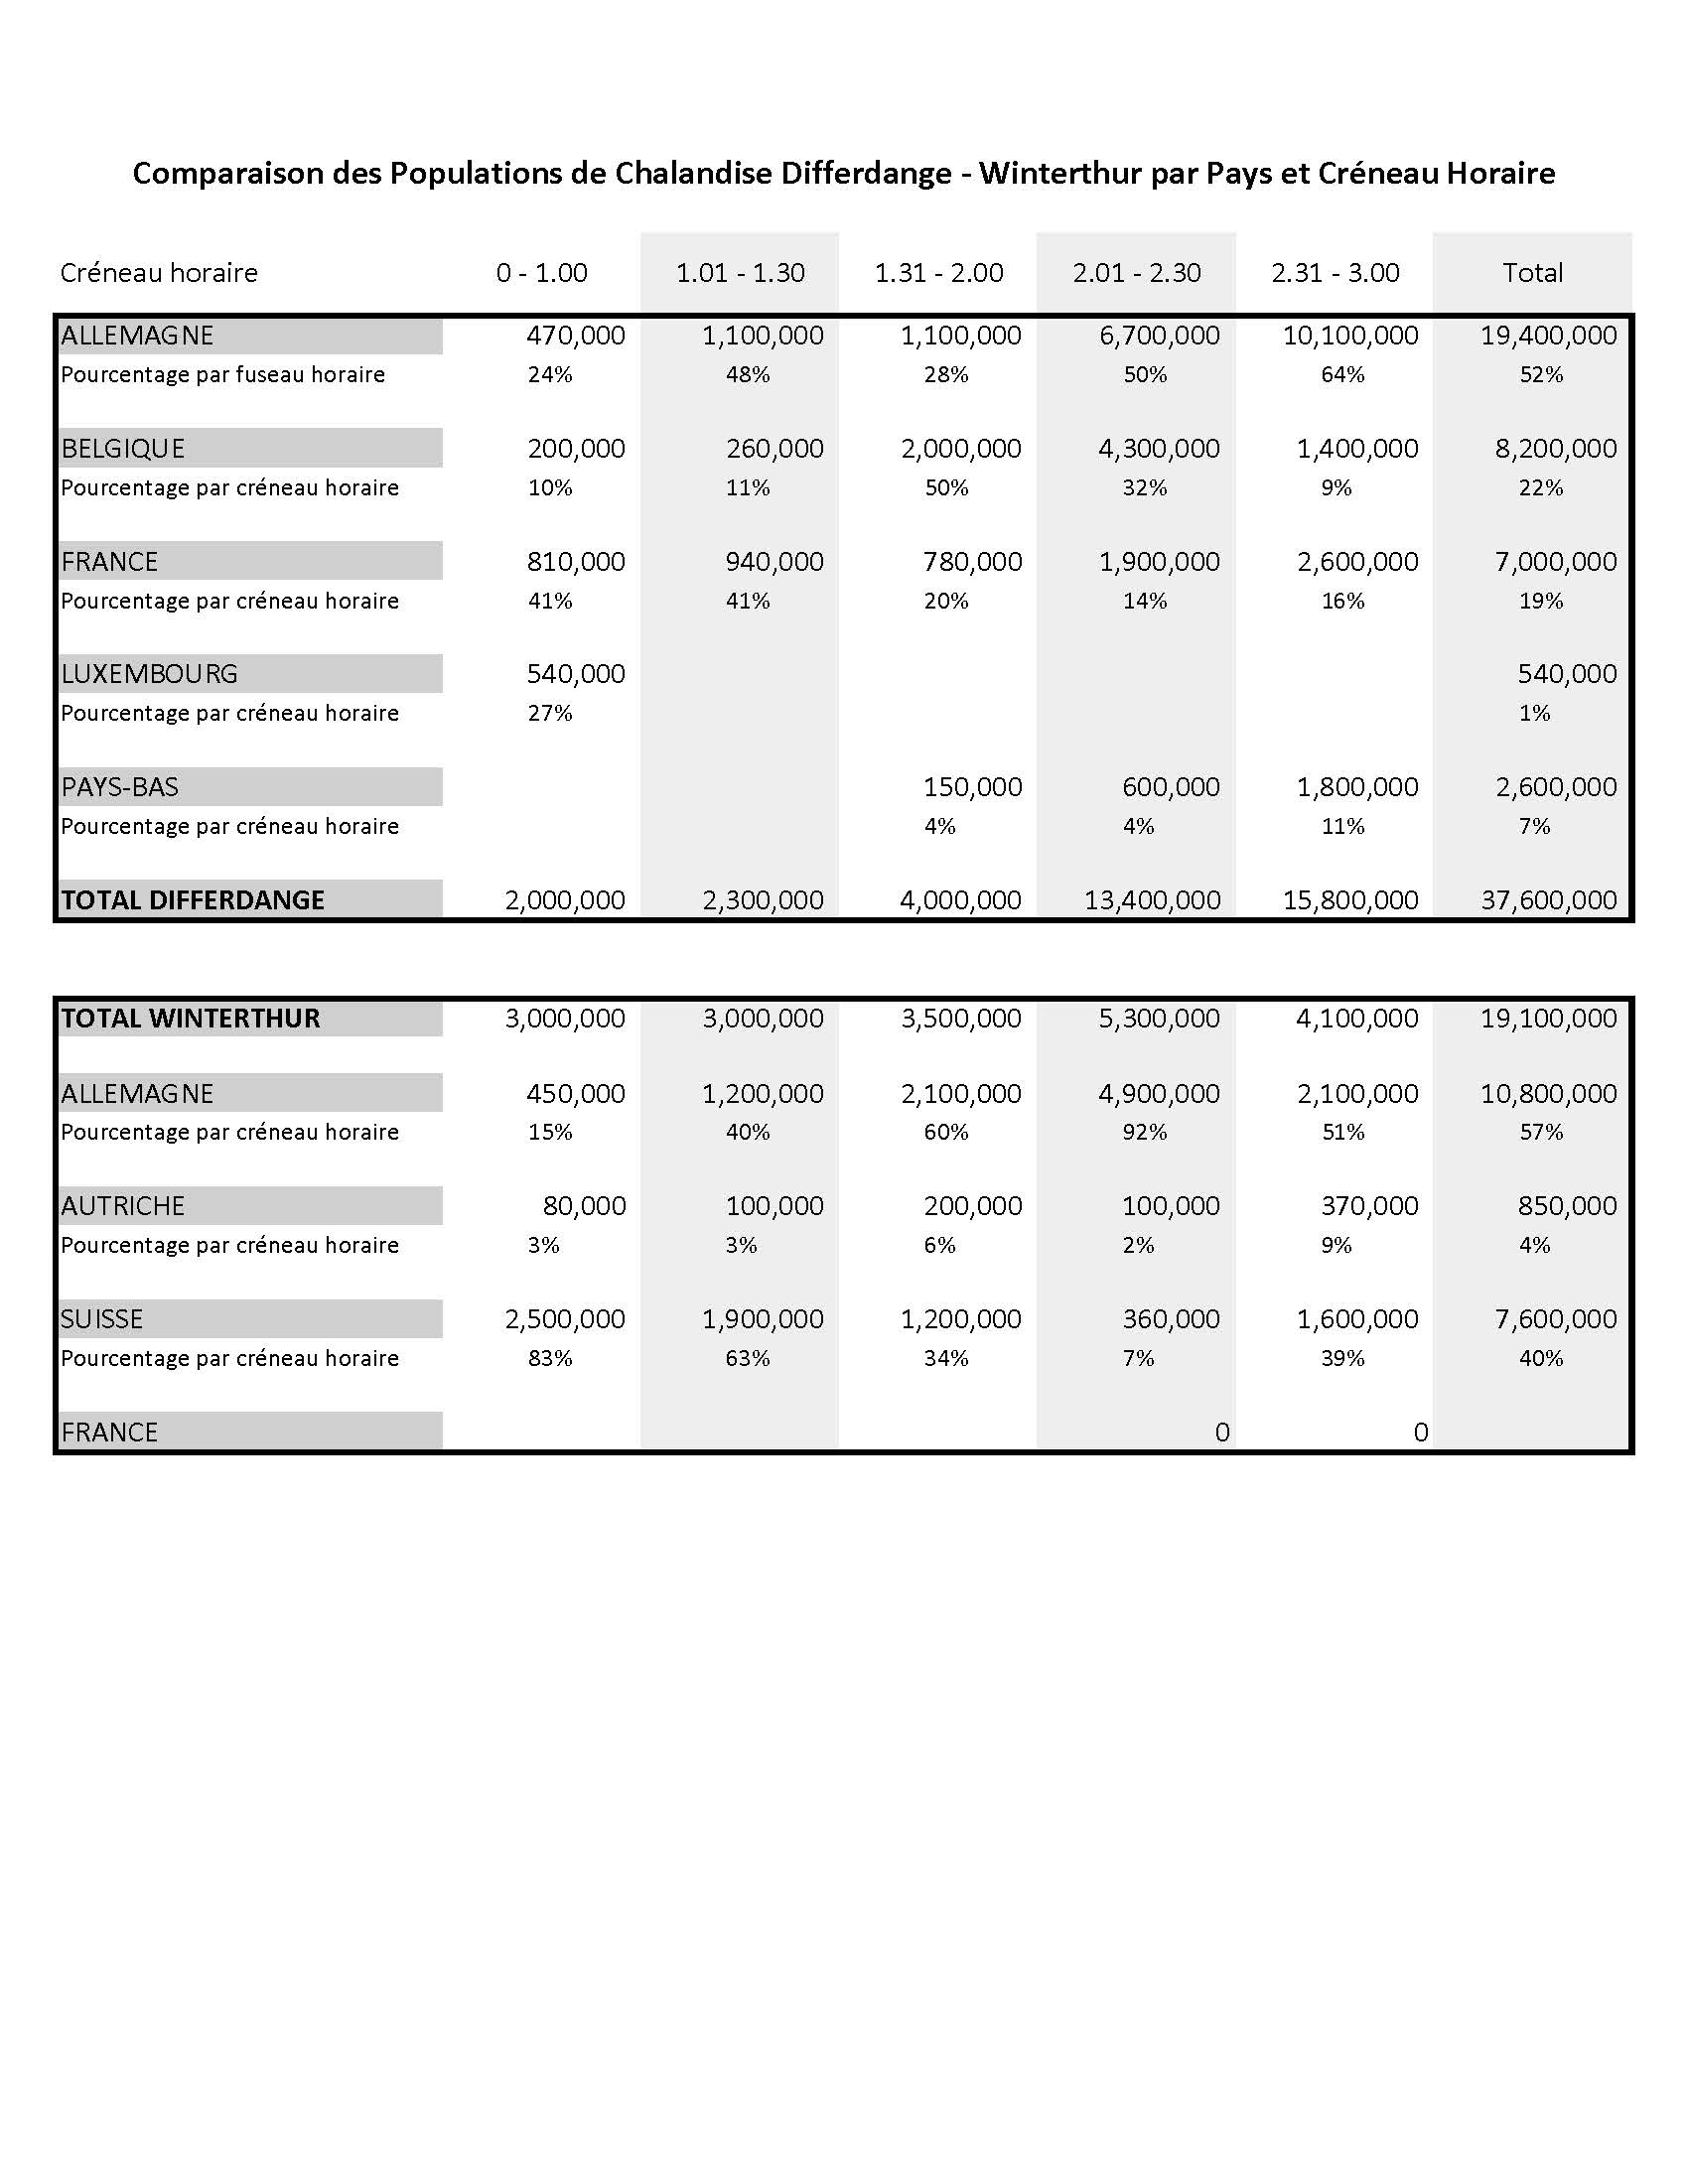 Comparaison des Populations de Chalandise Differdange - Winterthur par Pays et Créneau Horaire
Créneau horaire 0 - 1.00 1.01 - 1.30 1.31 - 2.00 2.01 - 2.30 2.31 - 3.00 Total
ALLEMAGNE 470,000 1,100,000 1,100,000 6,700,000 10,100,000 19,400,000
Pourcentage par fuseau horaire 24% 48% 28% 50% 64% 52%
BELGIQUE 200,000 260,000 2,000,000 4,300,000 1,400,000 8,200,000
Pourcentage par créneau horaire 10% 11% 50% 32% 9% 22%
FRANCE 810,000 940,000 780,000 1,900,000 2,600,000 7,000,000
Pourcentage par créneau horaire 41% 41% 20% 14% 16% 19%
LUXEMBOURG 540,000 540,000
Pourcentage par créneau horaire 27% 1%
PAYS-BAS 150,000 600,000 1,800,000 2,600,000
Pourcentage par créneau horaire 4% 4% 11% 7%
TOTAL DIFFERDANGE 2,000,000 2,300,000 4,000,000 13,400,000 15,800,000 37,600,000
TOTAL WINTERTHUR 3,000,000 3,000,000 3,500,000 5,300,000 4,100,000 19,100,000
ALLEMAGNE 450,000 1,200,000 2,100,000 4,900,000 2,100,000 10,800,000
Pourcentage par créneau horaire 15% 40% 60% 92% 51% 57%
AUTRICHE 80,000 100,000 200,000 100,000 370,000 850,000
Pourcentage par créneau horaire 3% 3% 6% 2% 9% 4%
SUISSE 2,500,000 1,900,000 1,200,000 360,000 1,600,000 7,600,000
Pourcentage par créneau horaire 83% 63% 34% 7% 39% 40%
FRANCE 0 0